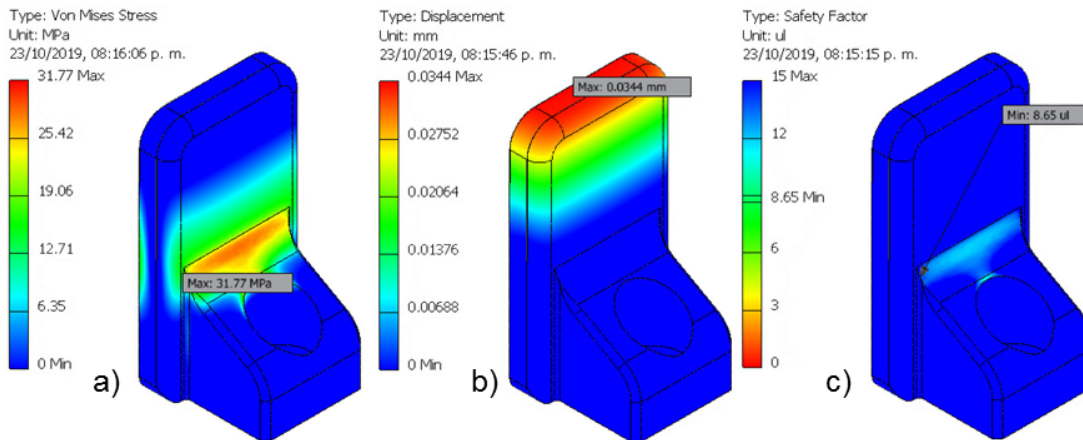 Type: Von Mises Stress
Unit: MPa
23/10/2019, 08:16:06 p. m.
31.77 Max
25.42
19.06
12.71
6.35
0 Min
Max: 31.77 MPa
a)
Type: Displacement
Unit: mm
23/10/2019, 08:15:46 p. m.
0.0344 Max
0.02752
0.02064
0.01376
0.00688
0 Min
Max: 0.0344 mm
b)
Type: Safety Factor
Unit: ul
23/10/2019, 08:15:15 p. m.
15 Max
12
8.65 Min
6
3
0
Min: 8.65 ul
c)